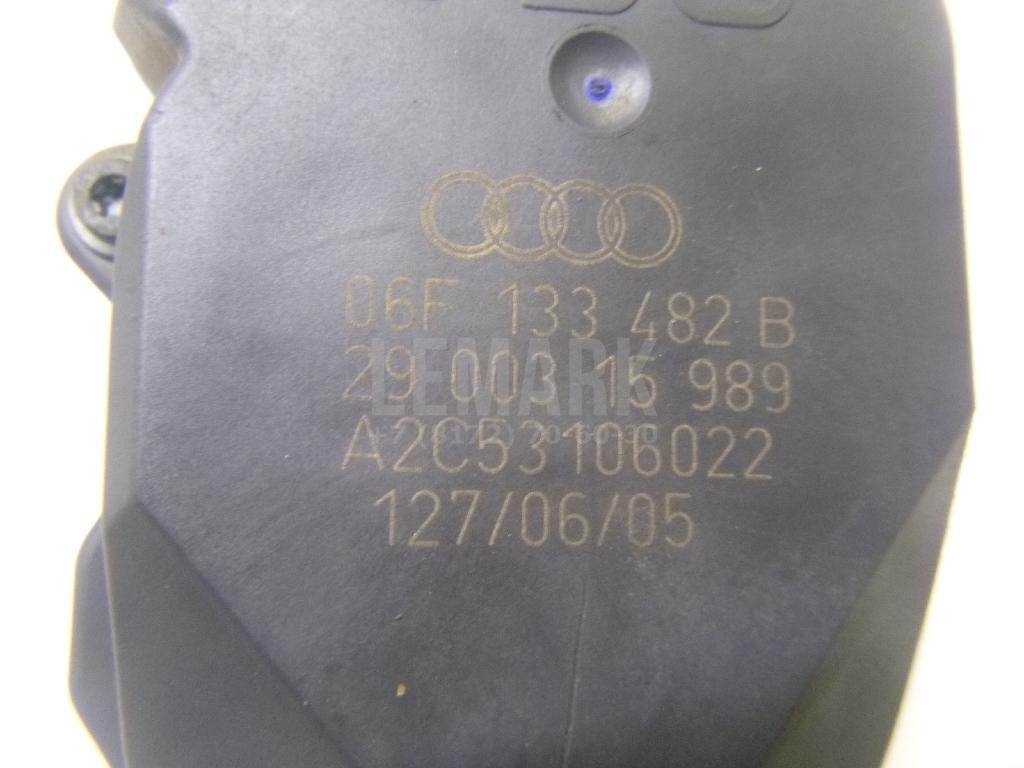 06F 133 482 B
29 003 15 989
LEMARK
A2C53106022
127/06/05